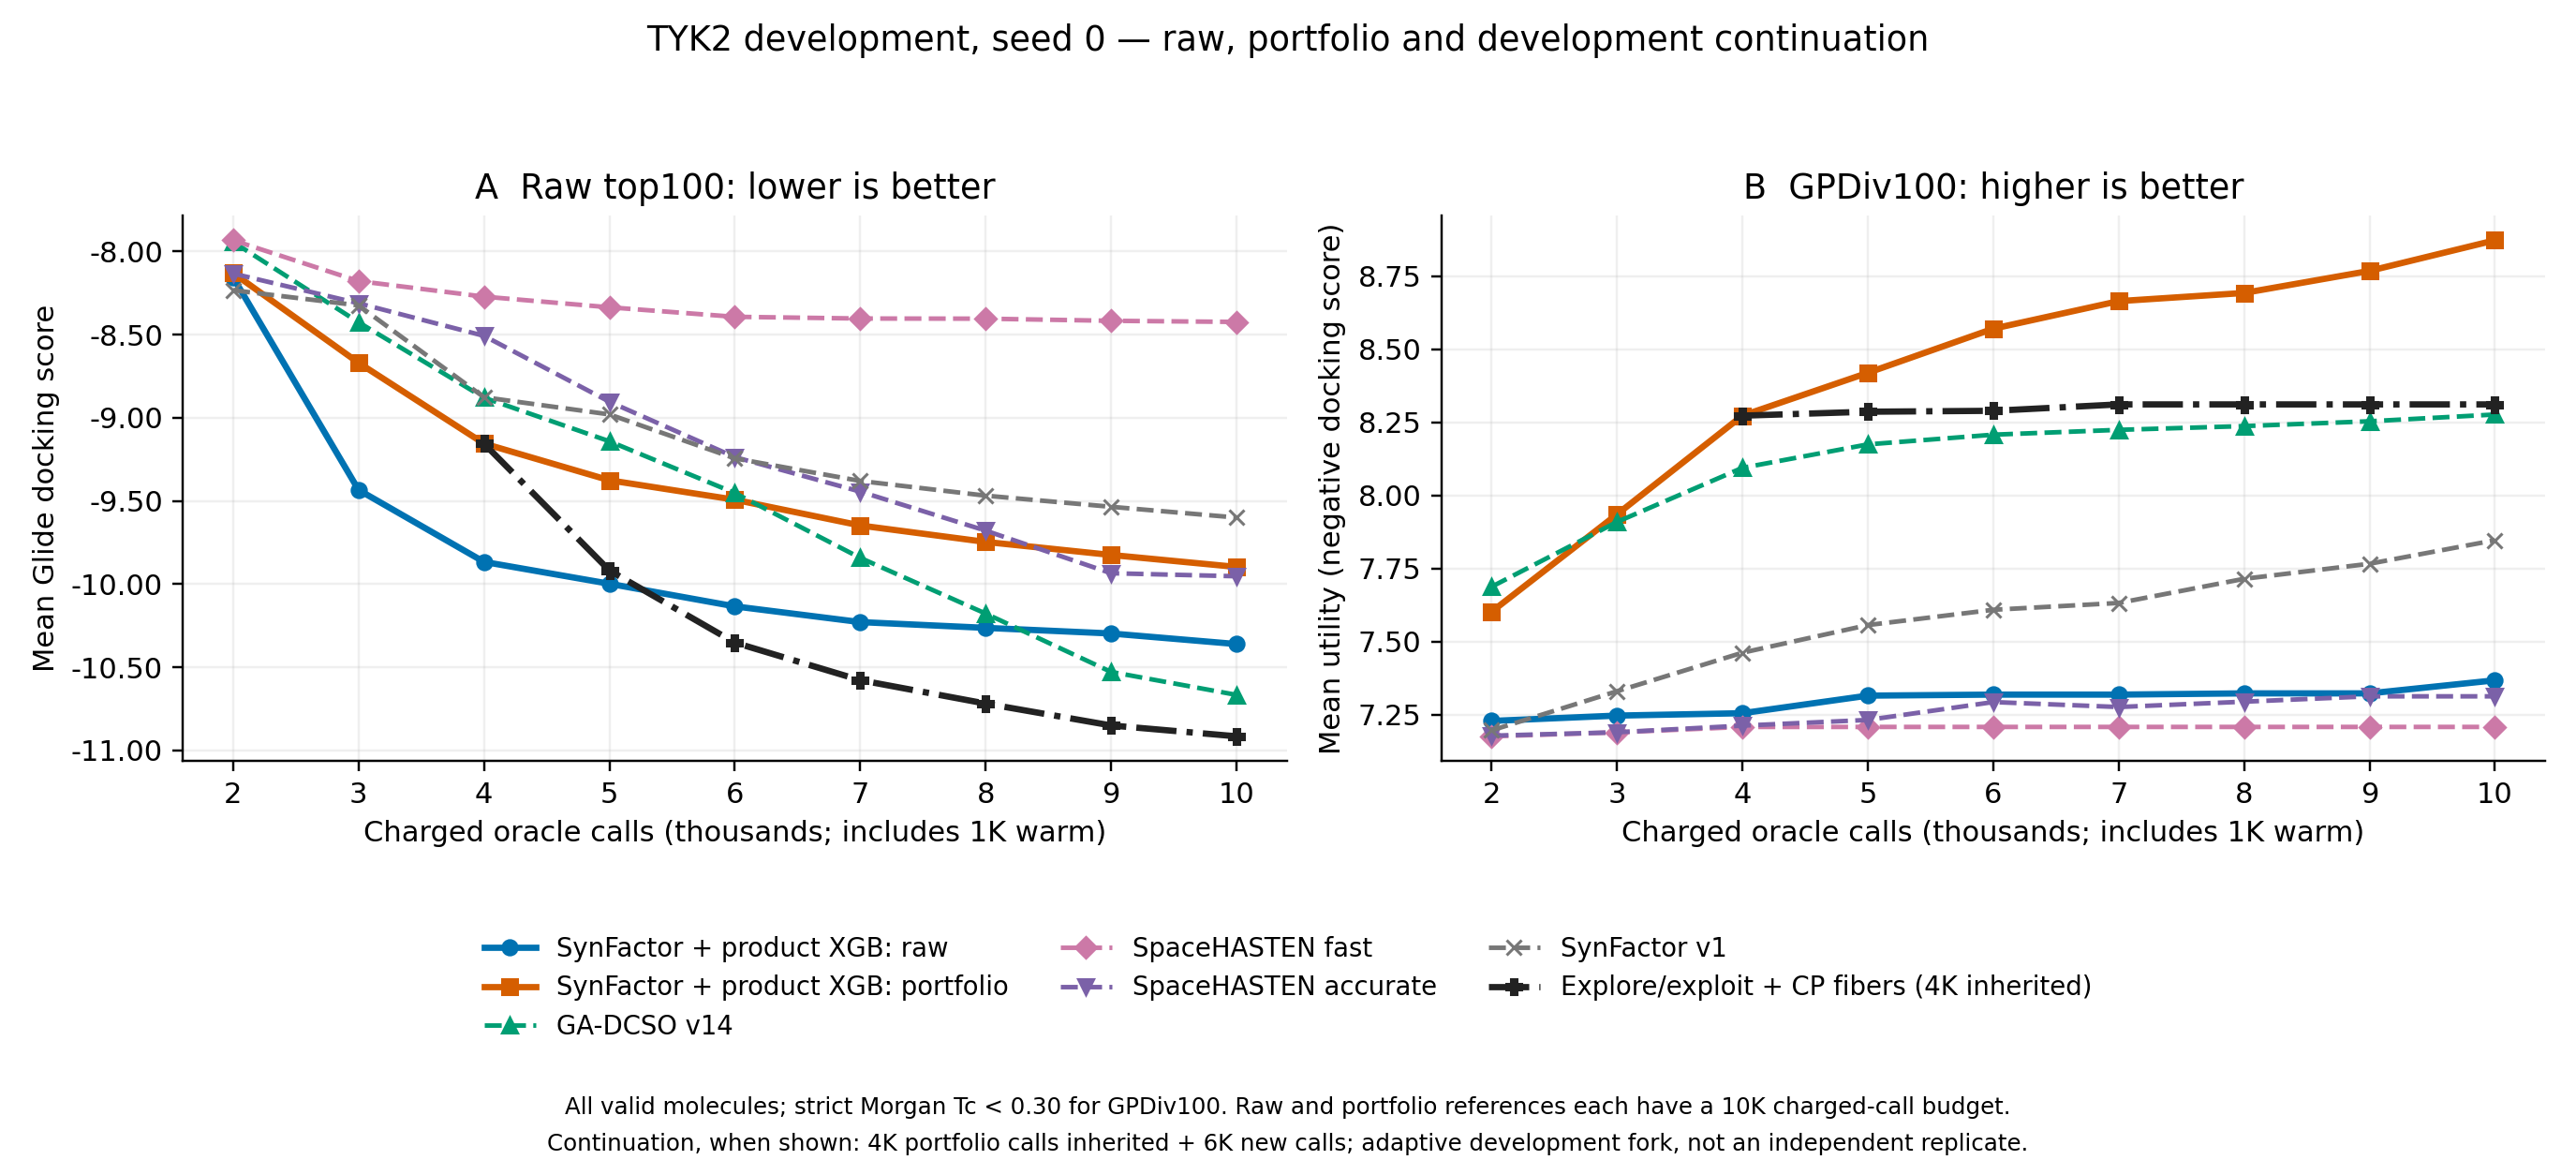 TYK2 development, seed 0 — raw, portfolio and development continuation
A  Raw top100: lower is better
Mean Glide docking score
-8.00
-8.50
-9.00
-9.50
-10.00
-10.50
-11.00
2 3 4 5 6 7 8 9 10
Charged oracle calls (thousands; includes 1K warm)
B  GPDiv100: higher is better
Mean utility (negative docking score)
8.75
8.50
8.25
8.00
7.75
7.50
7.25
2 3 4 5 6 7 8 9 10
Charged oracle calls (thousands; includes 1K warm)
SynFactor + product XGB: raw
SynFactor + product XGB: portfolio
GA-DCSO v14
SpaceHASTEN fast
SpaceHASTEN accurate
SynFactor v1
Explore/exploit + CP fibers (4K inherited)
All valid molecules; strict Morgan Tc < 0.30 for GPDiv100. Raw and portfolio references each have a 10K charged-call budget.
Continuation, when shown: 4K portfolio calls inherited + 6K new calls; adaptive development fork, not an independent replicate.